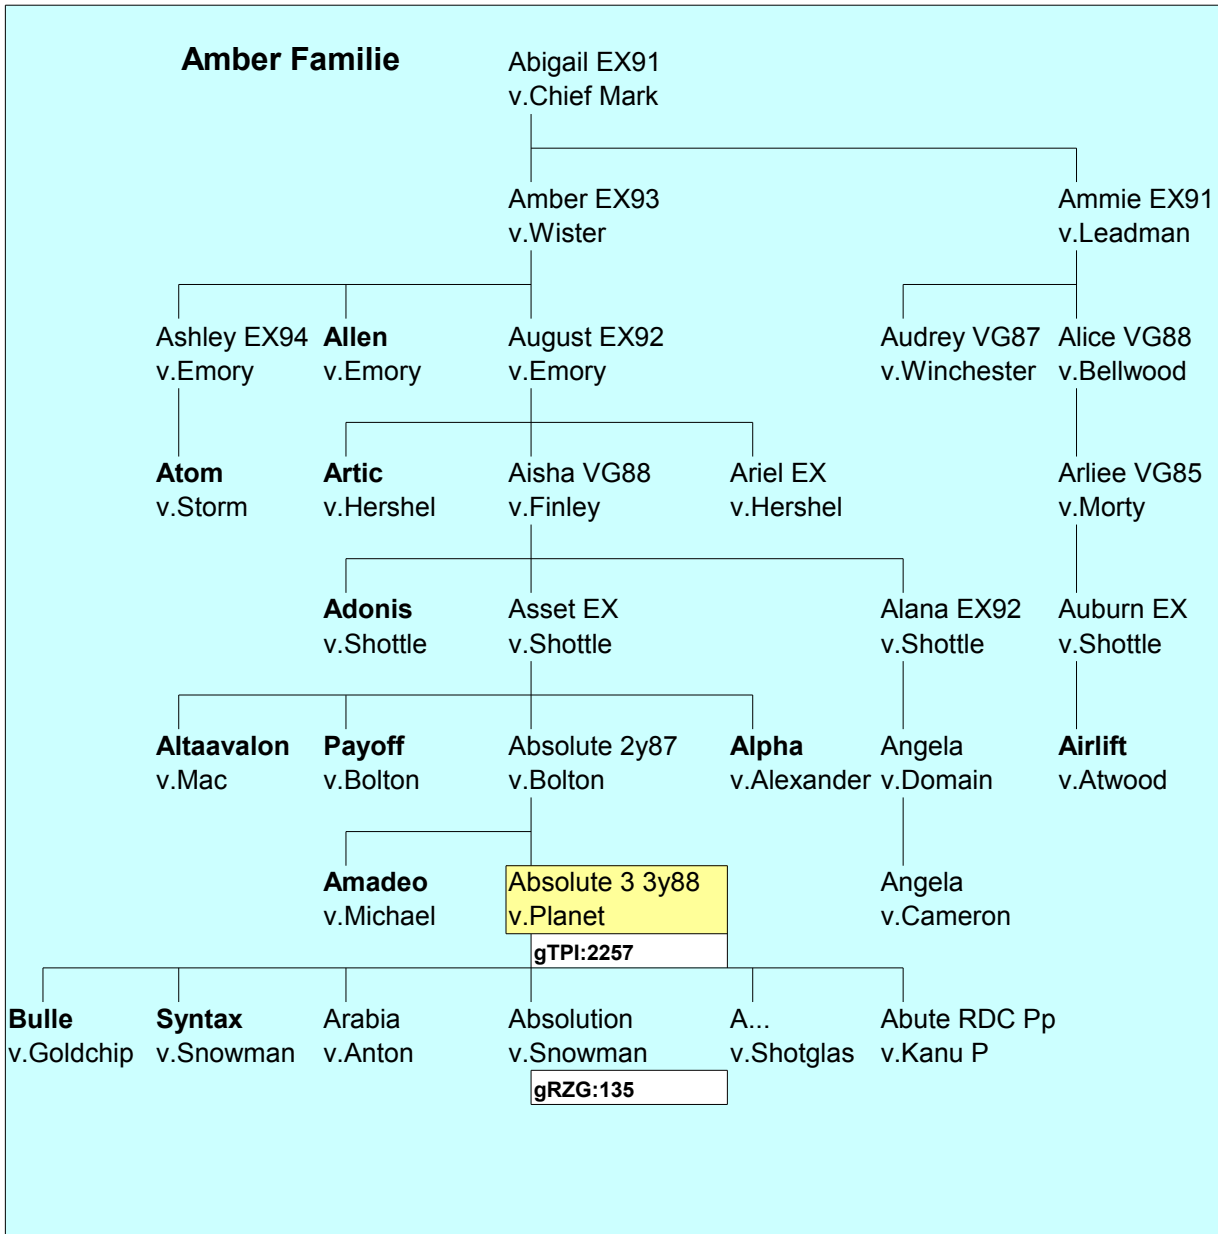 Amber Familie
Abigail EX91
v.Chief Mark
Amber EX93
v.Wister
Ammie EX91
v.Leadman
Ashley EX94
v.Emory
Allen
v.Emory
August EX92
v.Emory
Audrey VG87
v.Winchester
Alice VG88
v.Bellwood
Atom
v.Storm
Artic
v.Hershel
Aisha VG88
v.Finley
Ariel EX
v.Hershel
Arliee VG85
v.Morty
Adonis
v.Shottle
Asset EX
v.Shottle
Alana EX92
v.Shottle
Auburn EX
v.Shottle
Altaavalon
v.Mac
Payoff
v.Bolton
Absolute 2y87
v.Bolton
Alpha
v.Alexander
Angela
v.Domain
Airlift
v.Atwood
Amadeo
v.Michael
Absolute 3 3y88
v.Planet
gTPI:2257
Angela
v.Cameron
Bulle
v.Goldchip
Syntax
v.Snowman
Arabia
v.Anton
Absolution
v.Snowman
gRZG:135
A...
v.Shotglas
Abute RDC Pp
v.Kanu P